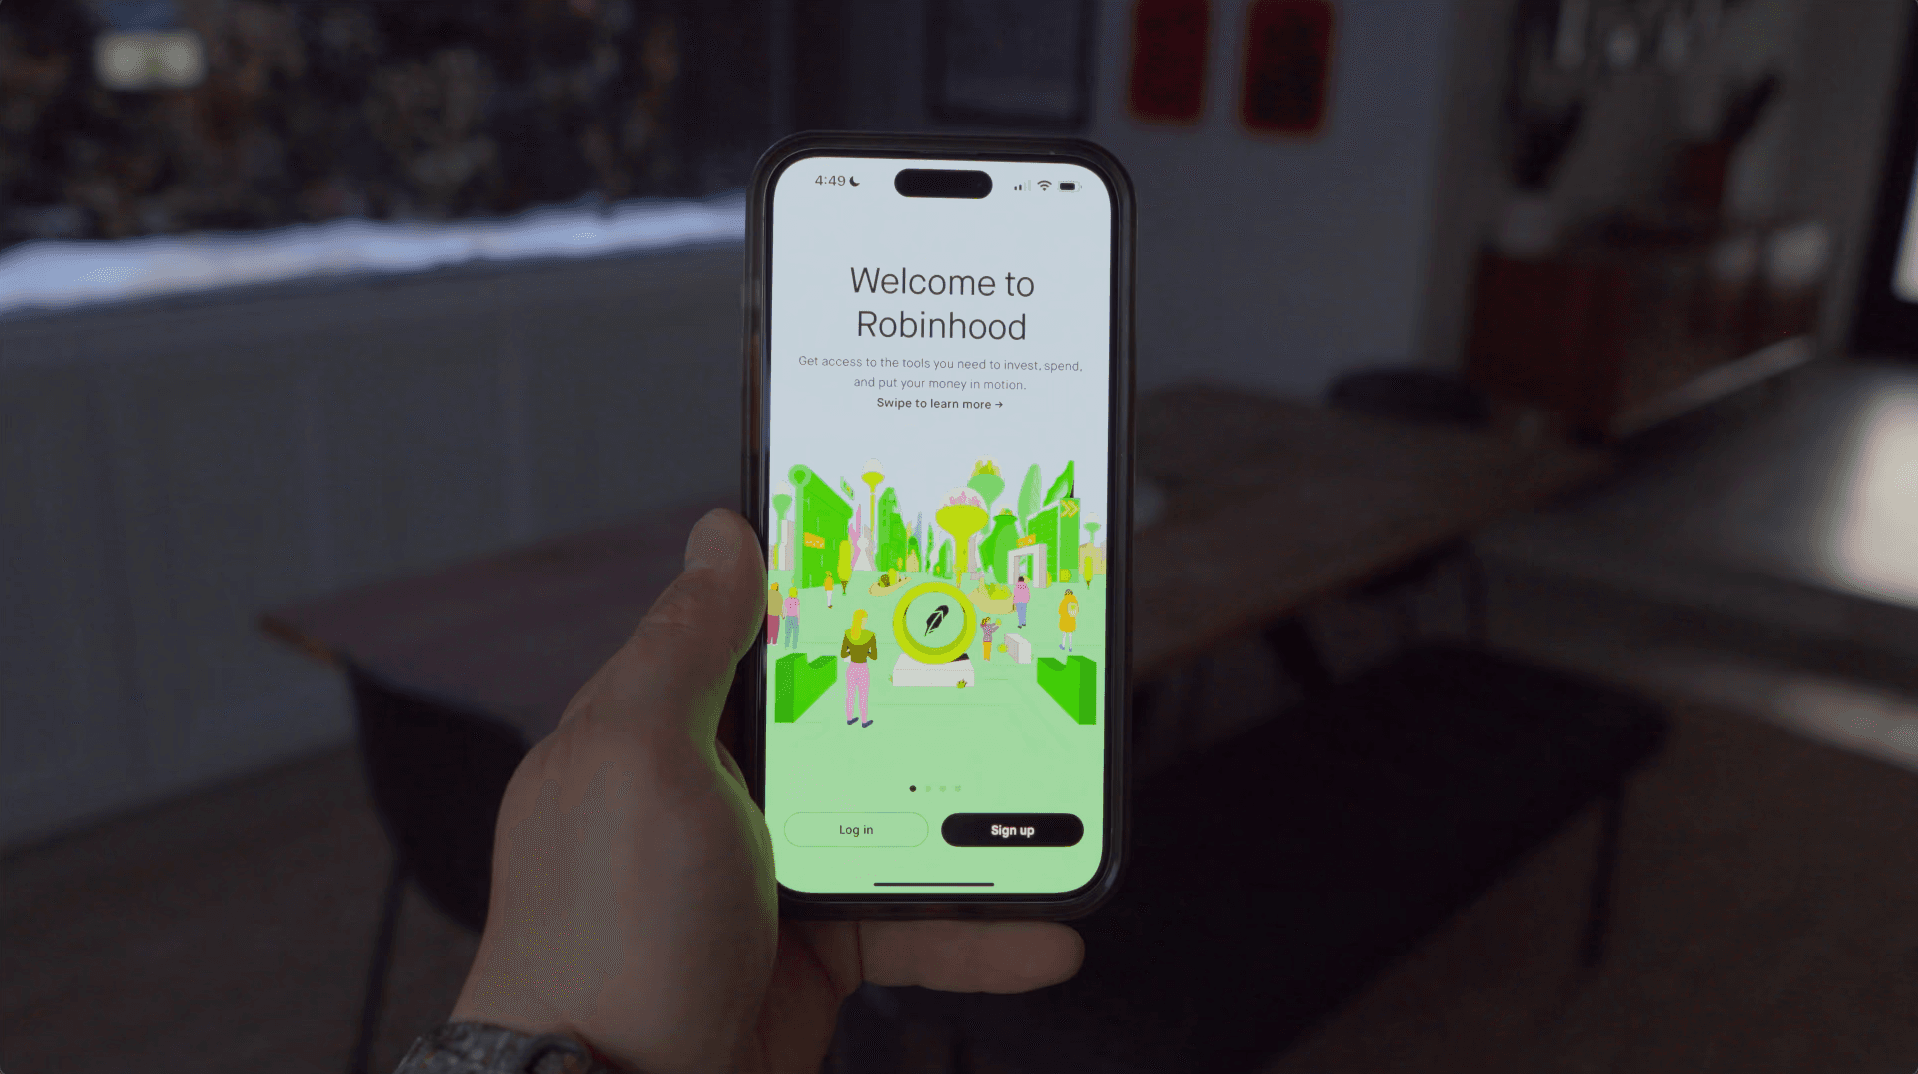 4:49
Welcome to
Robinhood
Get access to the tools you need to invest, spend,
and put your money in motion.
Swipe to learn more →
Log in
Sign up